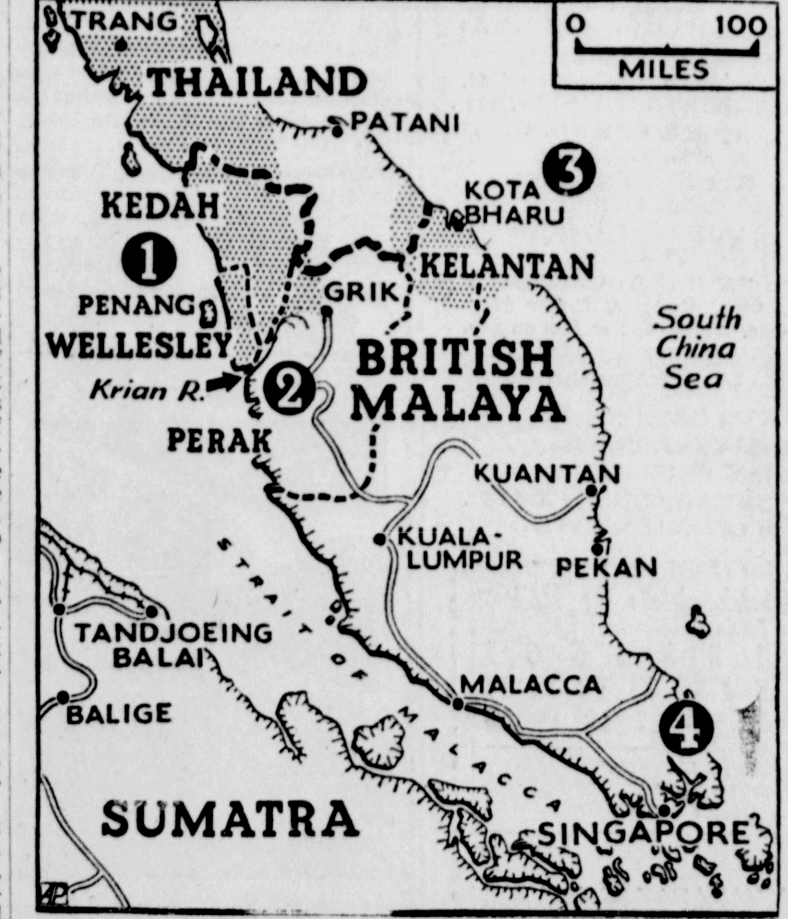 TRANG
0 100
MILES
THAILAND
PATANI
3
KOTA
BHARU
KEDAH
1
KELANTAN
GRIK
PENANG
WELLESLEY
South
China
Sea
BRITISH
MALAYA
Krian R.
2
PERAK
KUANTAN
KUALA-
LUMPUR
PEKAN
STRAIT OF MALACCA
TANDJOEING
BALAI
MALACCA
BALIGE
4
SUMATRA
SINGAPORE
AP